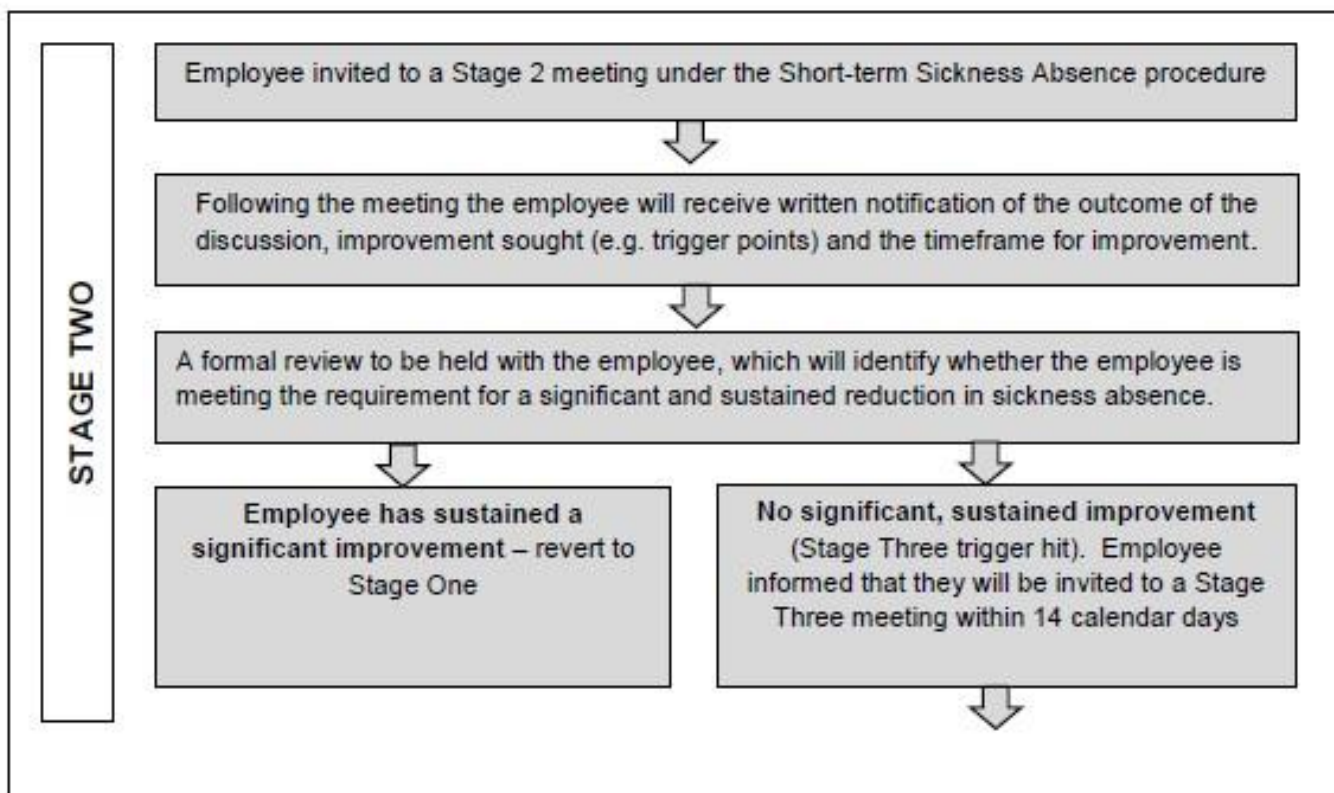 STAGE TWO
Employee invited to a Stage 2 meeting under the Short-term Sickness Absence procedure
Following the meeting the employee will receive written notification of the outcome of the
discussion, improvement sought (e.g. trigger points) and the timeframe for improvement.
A formal review to be held with the employee, which will identify whether the employee is
meeting the requirement for a significant and sustained reduction in sickness absence.
Employee has sustained a
significant improvement – revert to
Stage One
No significant, sustained improvement
(Stage Three trigger hit).  Employee
informed that they will be invited to a Stage
Three meeting within 14 calendar days